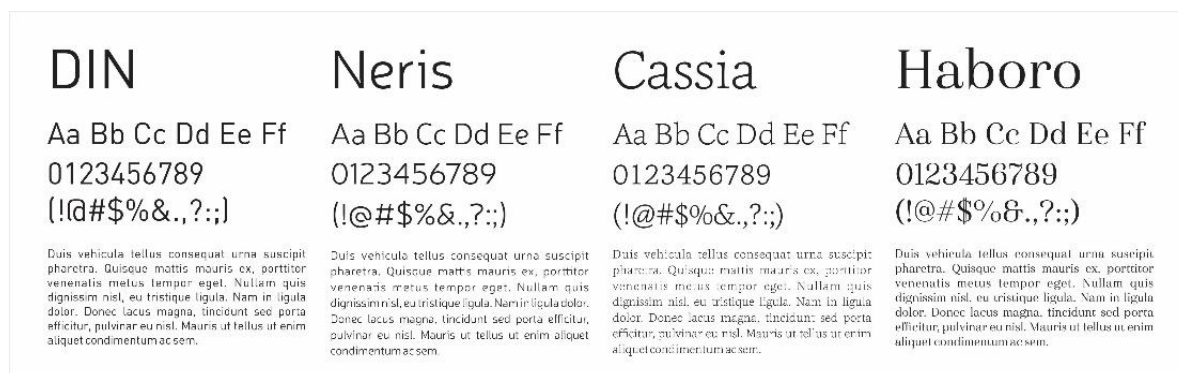 DIN
Aa Bb Cc Dd Ee Ff
0123456789
(!@#$%&.,?:;)
Duis vehicula tellus consequat urna suscipit
pharetra. Quisque mattis mauris ex, porttitor
venenatis metus tempor eget. Nullam quis
dignissim nisl, eu tristique ligula. Nam in ligula
dolor. Donec lacus magna, tincidunt sed porta
efficitur, pulvinar eu nisl. Mauris ut tellus ut enim
aliquet condimentum ac sem.
Neris
Aa Bb Cc Dd Ee Ff
0123456789
(!@#$%&.,?:;)
Duis vehicula tellus consequat urna suscipit
pharetra. Quisque mattis mauris ex, porttitor
venenatis metus tempor eget. Nullam quis
dignissim nisl, eu tristique ligula. Nam in ligula dolor.
Donec lacus magna, tincidunt sed porta efficitur,
pulvinar eu nisl. Mauris ut tellus ut enim aliquet
condimentum ac sem.
Cassia
Aa Bb Cc Dd Ee Ff
0123456789
(!@#$%&.,?:;)
Duis vehicula tellus consequat urna suscipit
pharetra. Quisque mattis mauris ex, porttitor
venenatis metus tempor eget. Nullam quis
dignissim nisl, eu tristique ligula. Nam in ligula
dolor. Donec lacus magna, tincidunt sed porta
efficitur, pulvinar eu nisl. Mauris ut tellus ut enim
aliquet condimentum ac sem.
Haboro
Aa Bb Cc Dd Ee Ff
0123456789
(!@#$%&.,?:;)
Duis vehicula tellus consequat urna suscipit
pharetra. Quisque mattis mauris ex, porttitor
venenatis metus tempor eget. Nullam quis
dignissim nisl, eu tristique ligula. Nam in ligula
dolor. Donec lacus magna, tincidunt sed porta
efficitur, pulvinar eu nisl. Mauris ut tellus ut enim
aliquet condimentum ac sem.